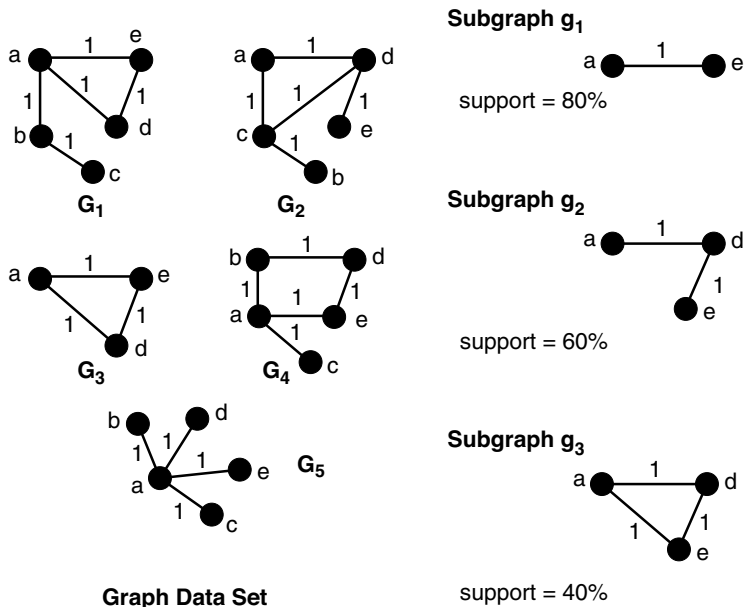 a 1 e
1 1 1
b 1 d
c
G1
a 1 d
1 1 1
c 1 e
b
G2
a 1 e
1 1
d
G3
b 1 d
1 1 1
a 1 e
c
G4
b d
1 1
1 e
a 1 c
G5
Graph Data Set
Subgraph g1
a 1 e
support = 80%
Subgraph g2
a 1 d
1
e
support = 60%
Subgraph g3
a 1 d
1 1
e
support = 40%